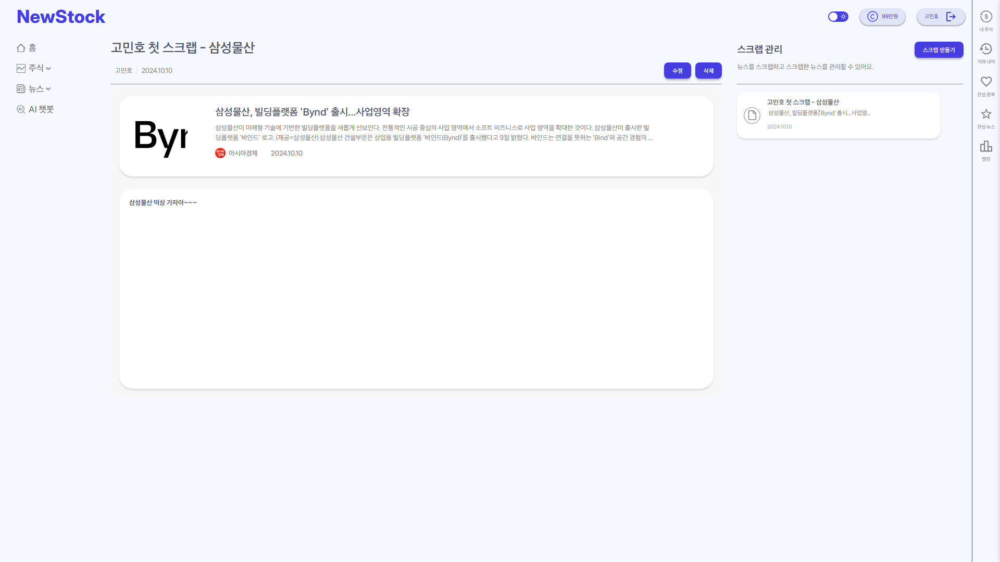 NewStock
99만원
고민호
홈
주식
뉴스
AI 챗봇
고민호 첫 스크랩 - 삼성물산
고민호 2024.10.10
수정
삭제
Byr
삼성물산, 빌딩플랫폼 'Bynd' 출시...사업영역 확장
삼성물산이 미래형 기술에 기반한 빌딩플랫폼을 새롭게 선보인다. 전통적인 시공 중심의 사업 영역에서 소프트 비즈니스로 사업 영역을 확대한 것이다. 삼성물산이 출시한 빌
딩플랫폼 '바인드' 로고. (제공=삼성물산) 삼성물산 건설부문은 상업용 빌딩플랫폼 '바인드(Bynd)'를 출시했다고 9일 밝혔다. 바인드는 연결을 뜻하는 'Bind'와 공간 경험의 ...
아시아
경제
아시아경제 2024.10.10
삼성물산 떡상 가자아~~~
스크랩 관리
스크랩 만들기
뉴스를 스크랩하고 스크랩한 뉴스를 관리할 수 있어요.
고민호 첫 스크랩 - 삼성물산
삼성물산, 빌딩플랫폼 'Bynd' 출시...사업영...
2024.10.10
내 주식
거래 내역
관심 종목
관심 뉴스
랭킹